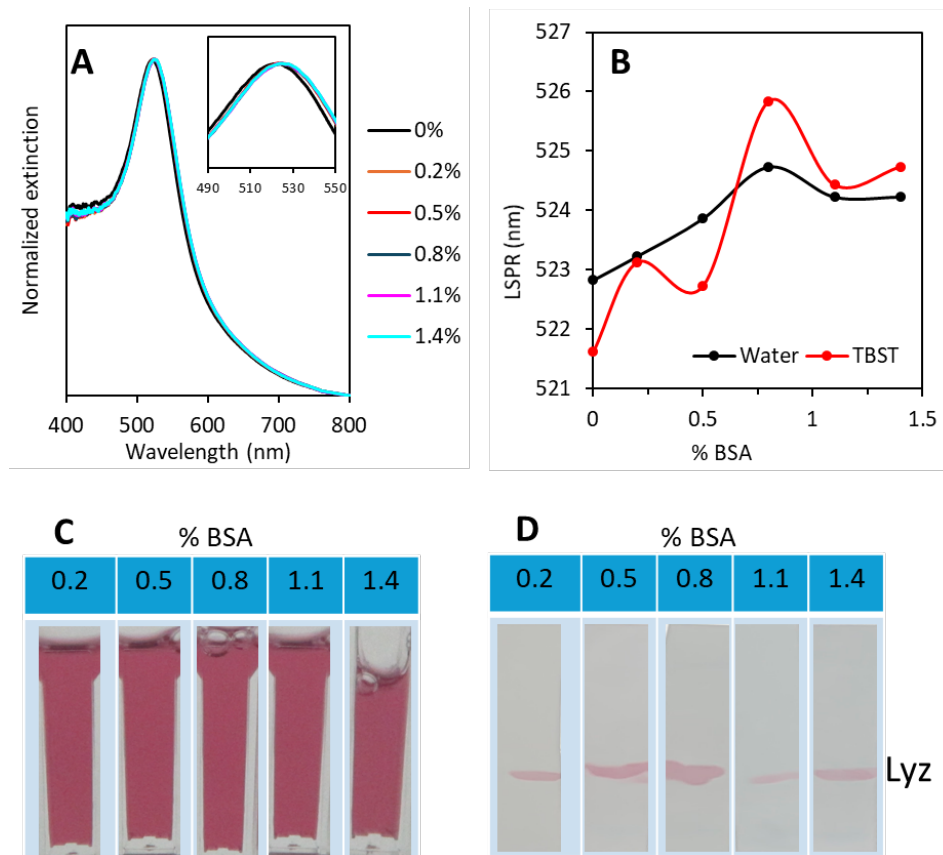 A
Normalized extinction
490 510 530 550
0%
0.2%
0.5%
0.8%
1.1%
1.4%
400 500 600 700 800
Wavelength (nm)
B
LSPR (nm)
527
526
525
524
523
522
521
Water TBST
0 0.5 1 1.5
% BSA
C
% BSA
0.2 0.5 0.8 1.1 1.4
D
% BSA
0.2 0.5 0.8 1.1 1.4
Lyz